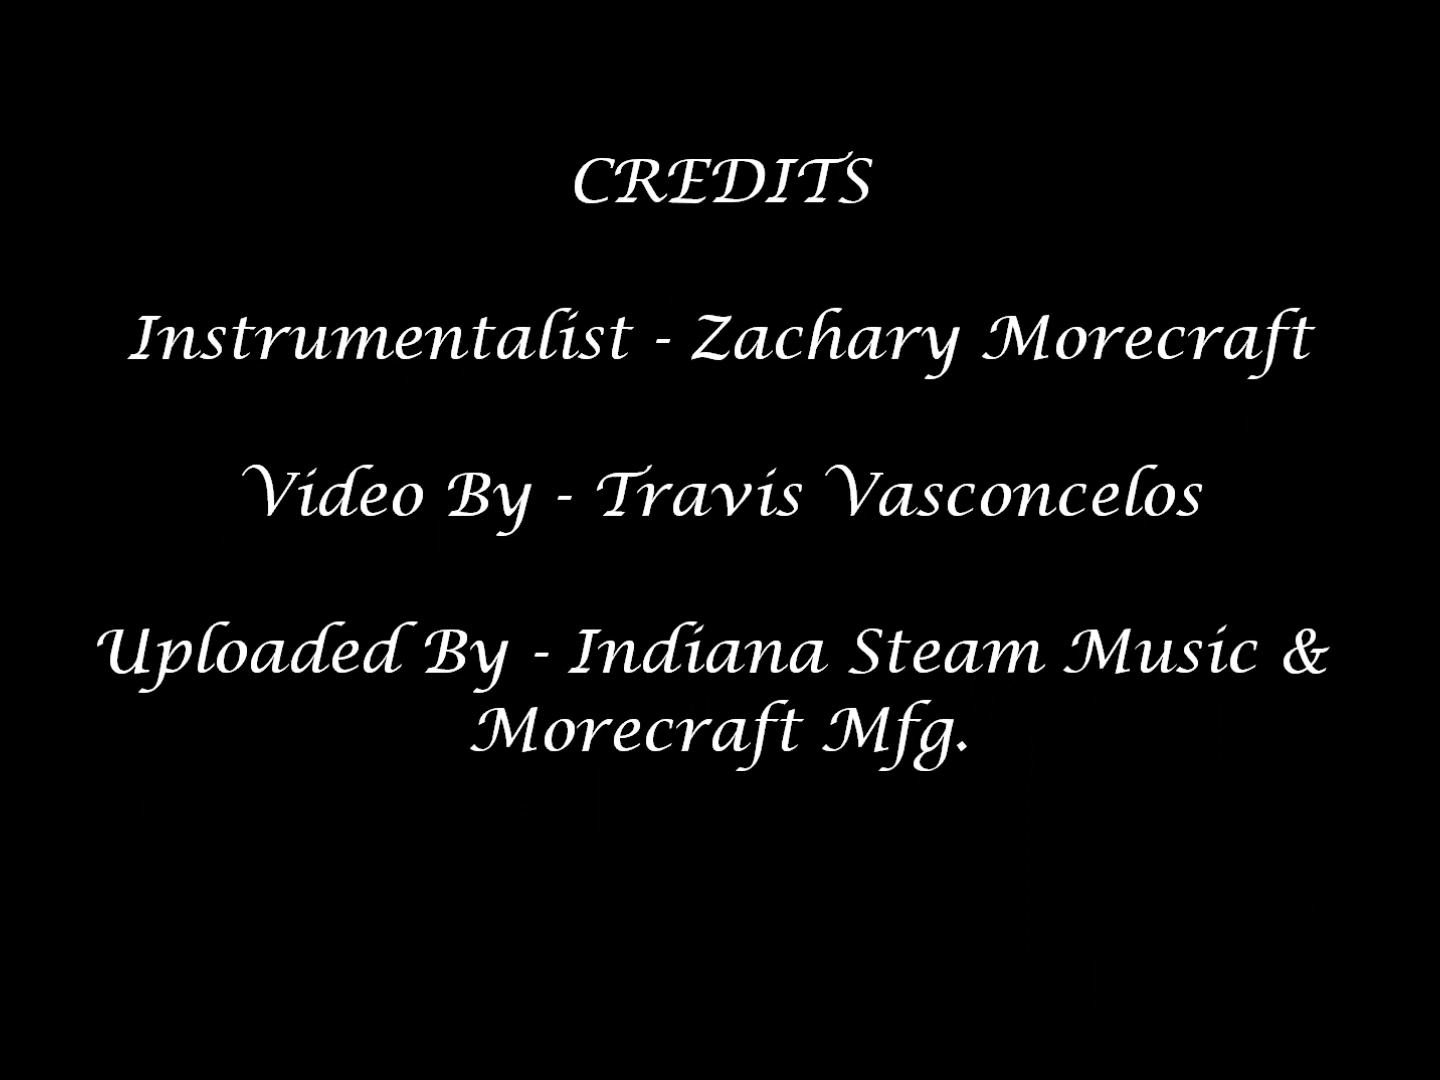 CREDITS
Instrumentalist - Zachary Morecraft
Video By - Travis Vasconcelos
Uploaded By - Indiana Steam Music &
Morecraft Mfg.